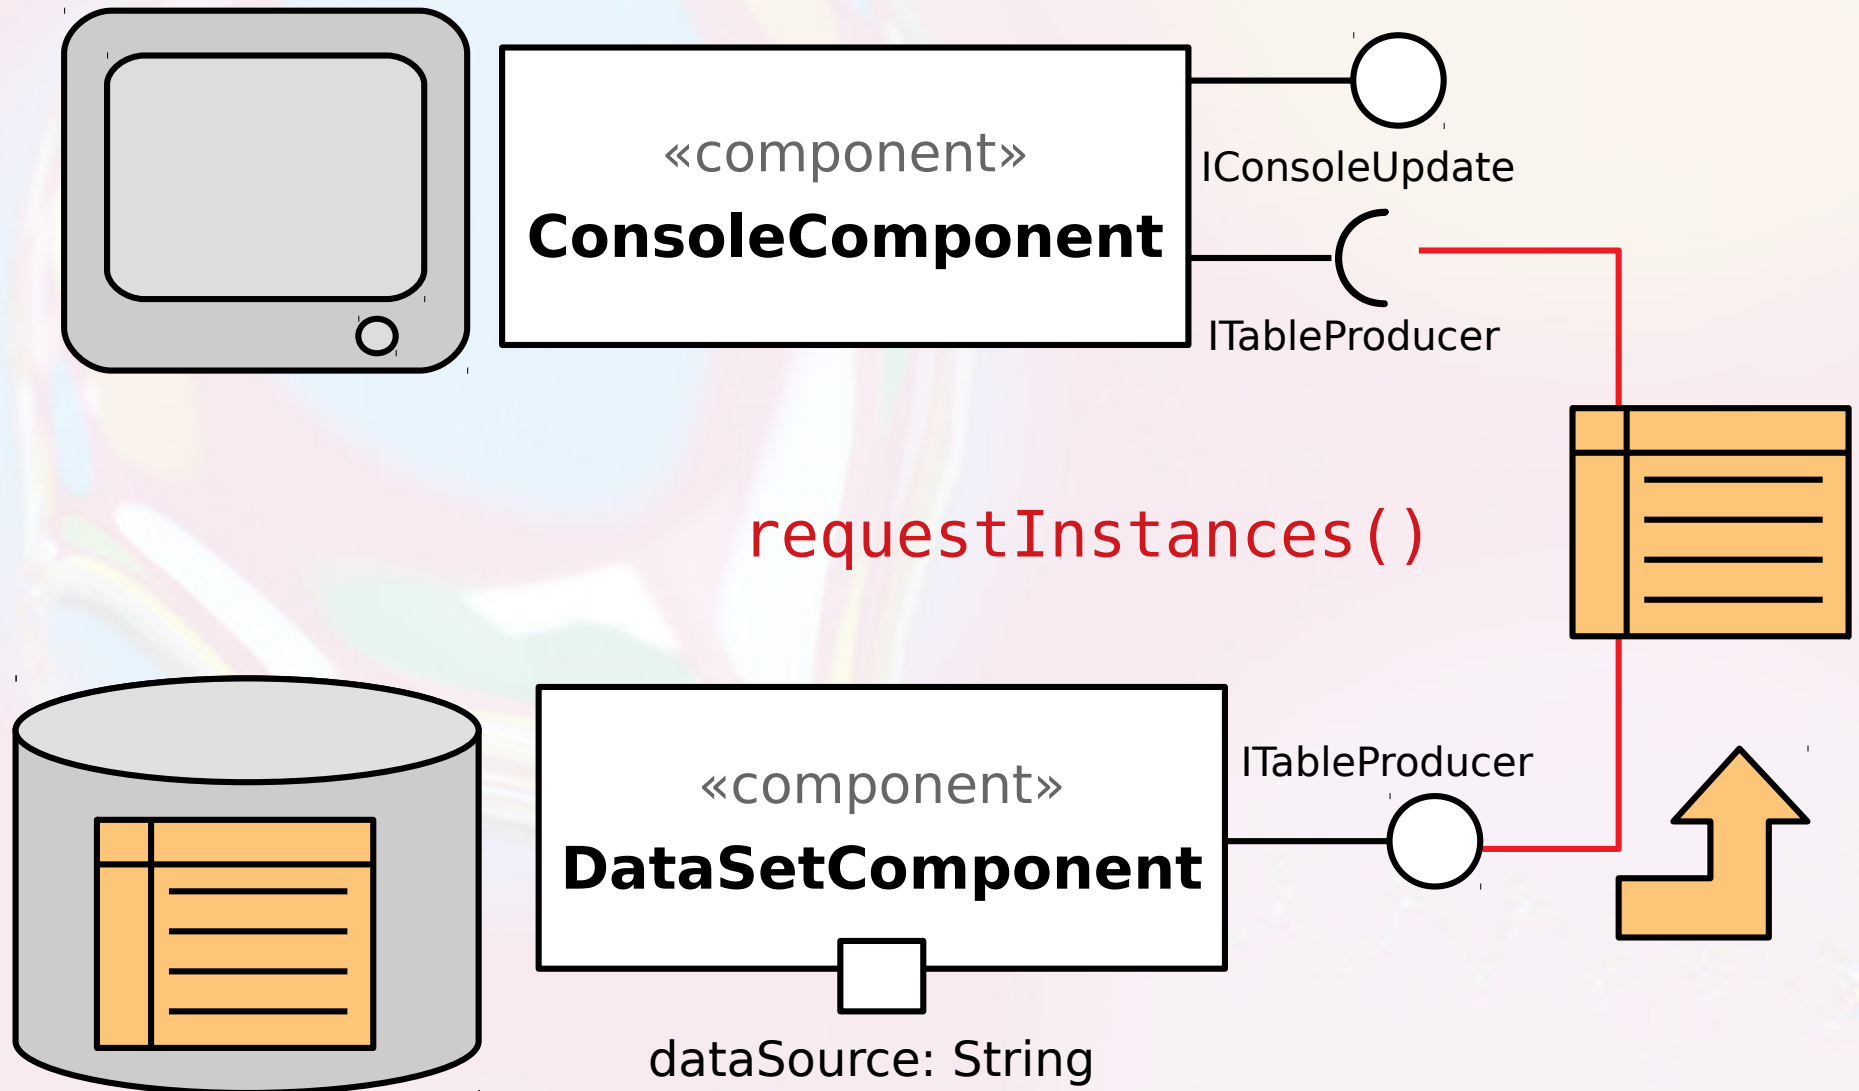 «component»
ConsoleComponent
IConsoleUpdate
ITableProducer
requestInstances()
«component»
DataSetComponent
ITableProducer
dataSource: String